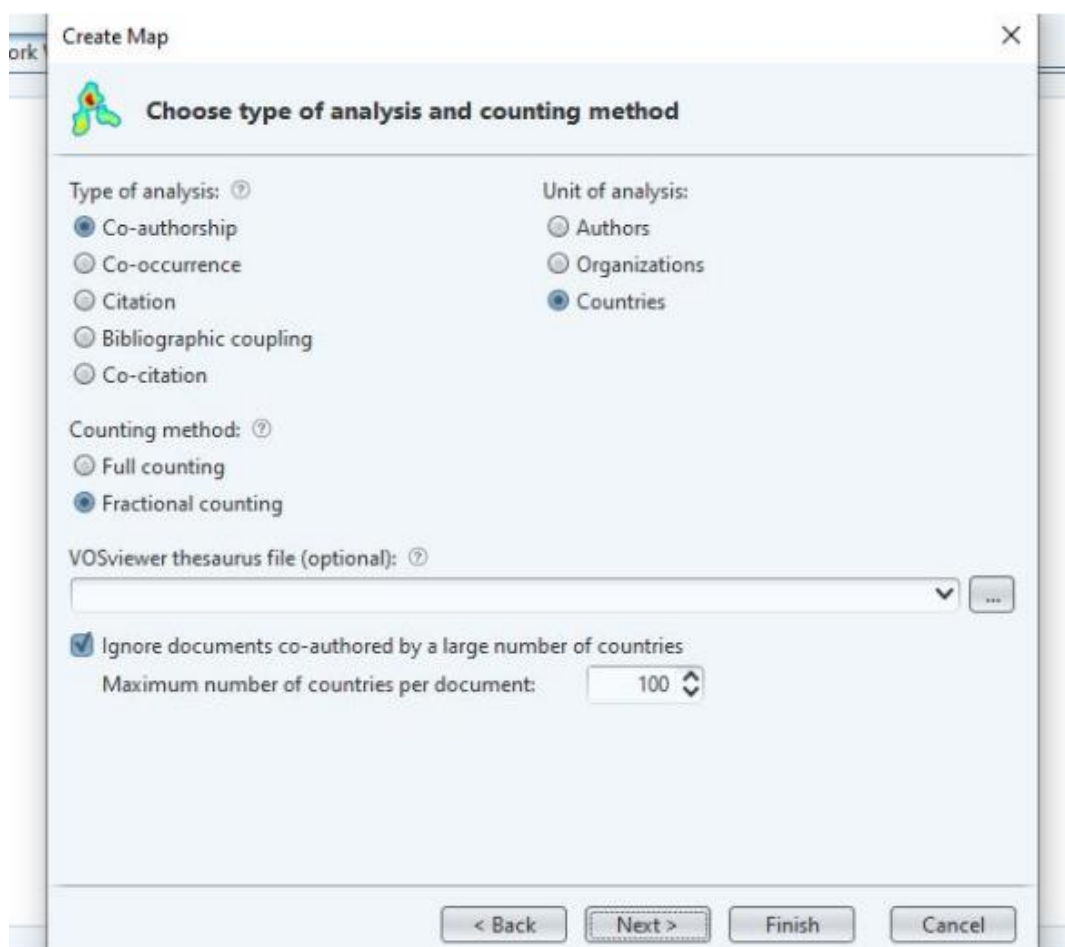 Create Map
ork
Choose type of analysis and counting method
Type of analysis: ?
Unit of analysis:
Co-authorship
Authors
Co-occurrence
Organizations
Citation
Countries
Bibliographic coupling
Co-citation
Counting method: ?
Full counting
Fractional counting
VOSviewer thesaurus file (optional): ?
...
Ignore documents co-authored by a large number of countries
Maximum number of countries per document: 100
< Back Next > Finish Cancel